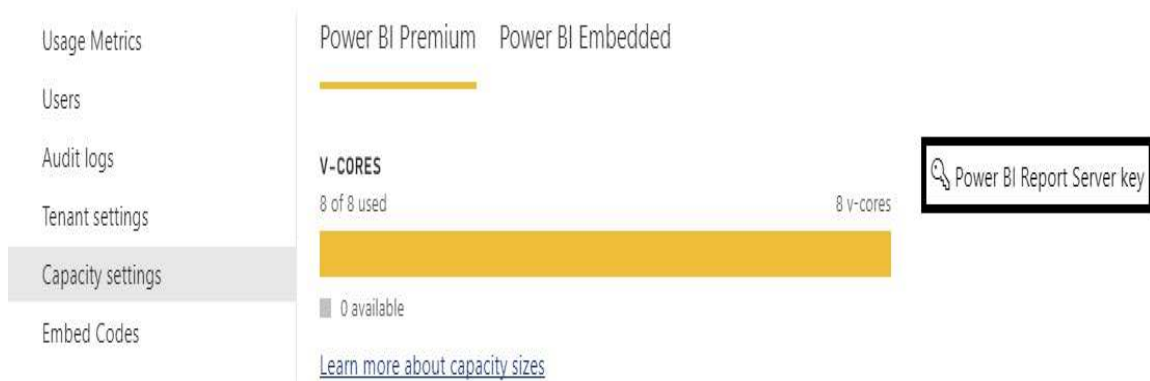 Usage Metrics
Users
Audit logs
Tenant settings
Capacity settings
Embed Codes
Power BI Premium Power BI Embedded
V-CORES
8 of 8 used 8 v-cores
0 available
Learn more about capacity sizes
Power BI Report Server key